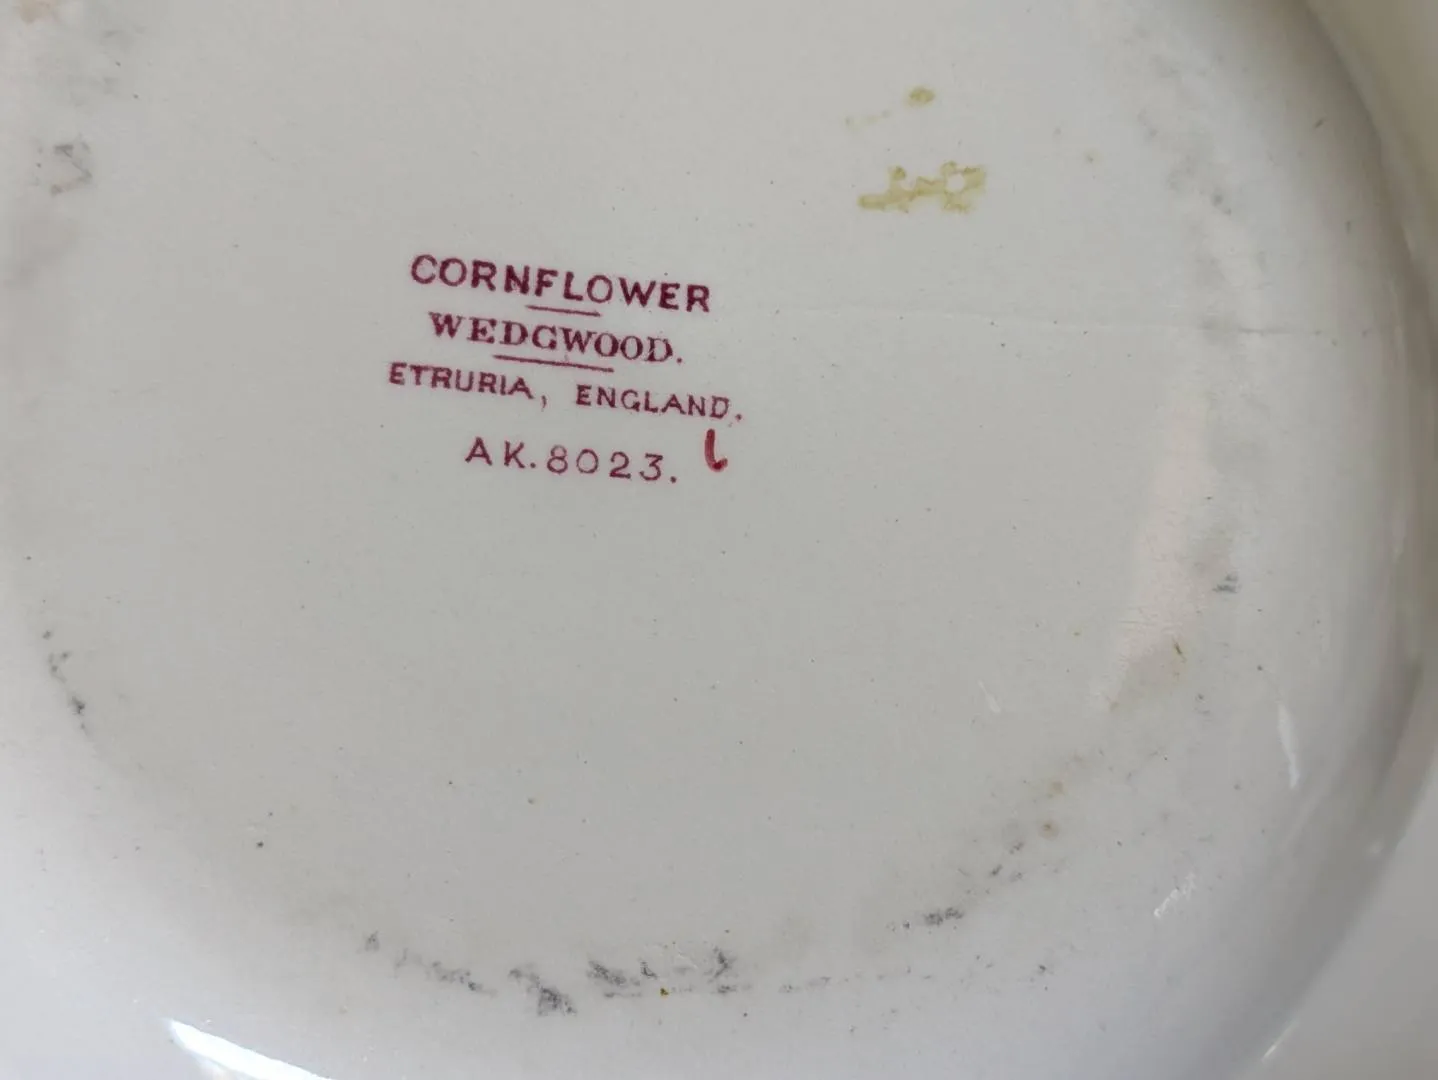 CORNFLOWER
WEDGWOOD.
ETRURIA, ENGLAND.
AK.8023.